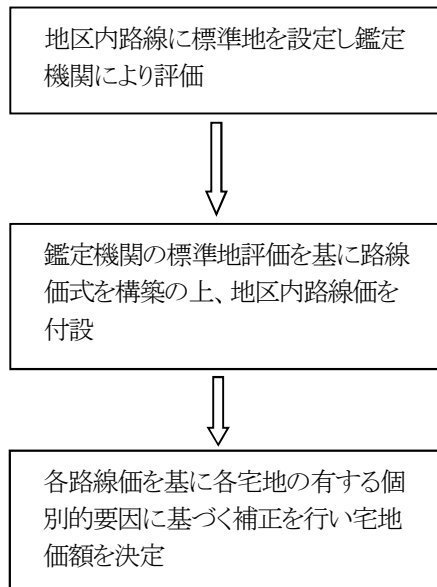 地区内路線に標準地を設定し鑑定
機関により評価
鑑定機関の標準地評価を基に路線
価式を構築の上、地区内路線価を
付設
各路線価を基に各宅地の有する個
別的要因に基づく補正を行い宅地
価額を決定